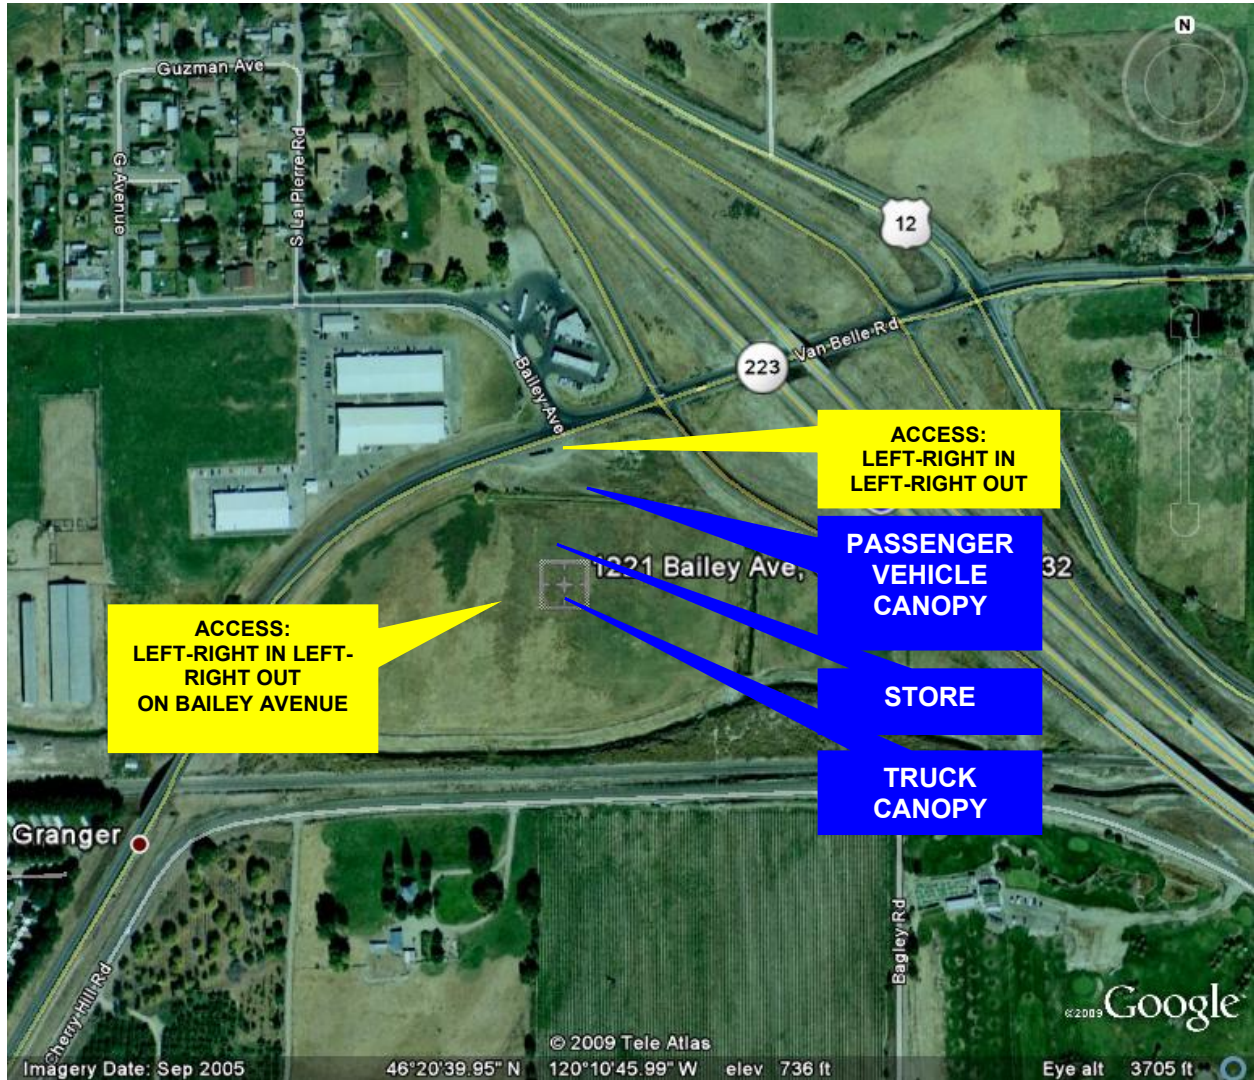 N
Guzman Ave
G Avenue
S La Pierre Rd
12
Van Belle Rd
223
Bailey Ave
ACCESS:
LEFT-RIGHT IN
LEFT-RIGHT OUT
PASSENGER
VEHICLE
CANOPY
1221 Bailey Ave,
32
ACCESS:
LEFT-RIGHT IN LEFT-
RIGHT OUT
ON BAILEY AVENUE
STORE
TRUCK
CANOPY
Granger
Bagley Rd
Cherry Hill Rd
©2009 Google
© 2009 Tele Atlas
Imagery Date: Sep 2005
46°20'39.95" N
120°10'45.99" W
elev 736 ft
Eye alt 3705 ft